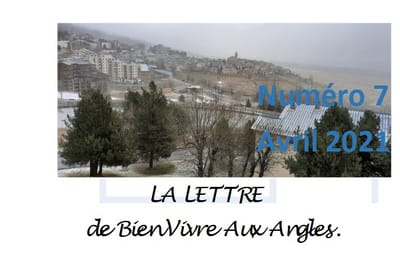 Numéro 7
Avril 2021
LA LETTRE
de BienVivre Aux Angles.